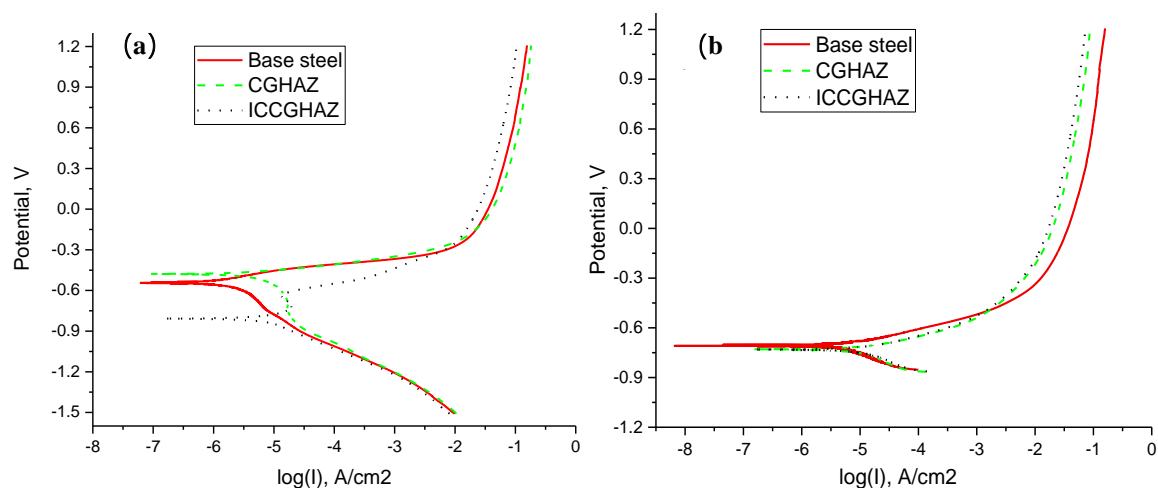 (a)
Base steel
CGHAZ
ICCGHAZ
1.2
0.9
0.6
0.3
0.0
-0.3
-0.6
-0.9
-1.2
-1.5
Potential, V
-8 -7 -6 -5 -4 -3 -2 -1 0
log(I), A/cm2
(b
Base steel
CGHAZ
ICCGHAZ
1.2
0.9
0.6
0.3
0.0
-0.3
-0.6
-0.9
-1.2
Potential, V
-8 -7 -6 -5 -4 -3 -2 -1 0
log(I), A/cm2